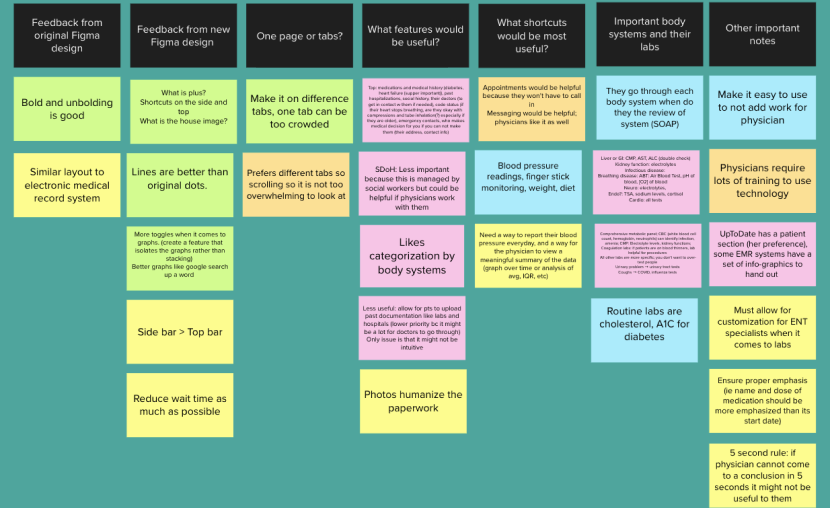 Feedback from
original Figma
design
Bold and unbolding
is good
Similar layout to
electronic medical
record system
Feedback from new
Figma design
What is plus?
Shortcuts on the side and
top
What is the house image?
Lines are better than
original dots.
More toggles when it comes to
graphs. (create a feature that
isolates the graphs rather than
stacking)
Better graphs like google search
up a word
Side bar > Top bar
Reduce wait time as
much as possible
One page or tabs?
Make it on difference
tabs, one tab can be
too crowded
Prefers different tabs so
scrolling so it is not too
overwhelming to look at
What features would
be useful?
Top: medications and medical history (diabetes,
heart failure (supper important), past
hospitalizations, social history, their doctors (to
get in contact w them if needed), code status (if
their heart stops breathing, are they okay with
compressions and tube inhalation(?) especially if
they are older), emergency contacts, who makes
medical decision for you if you can not make
them (their address, contact info)
SDoH: Less important
because this is managed by
social workers but could be
helpful if physicians work
with them
Likes
categorization by
body systems
Less useful: allow for pts to upload
past documentation like labs and
hospitals (lower priority bc it might
be a lot for doctors to go through)
Only issue is that it might not be
intuitive
Photos humanize the
paperwork
What shortcuts
would be most
useful?
Appointments would be helpful
because they won't have to call
in
Messaging would be helpful;
physicians like it as well
Blood pressure
readings, finger stick
monitoring, weight, diet
Need a way to report their blood
pressure everyday, and a way for
the physician to view a
meaningful summary of the data
(graph over time or analysis of
avg, IQR, etc)
Important body
systems and their
labs
They go through each
body system when do
they the review of
system (SOAP)
Liver or GI: CMP, AST, ALC (double check)
Kidney function: electrolytes
Infectious disease:
Breathing disease: ABT: Air Blood Test, pH of
blood, [CO2] of blood
Neuro: electrolytes,
EndoT: TSA, sodium levels, cortisol
Cardio: all tests
Comprehensive metabolic panel, CBC (white blood cell
count, hemoglobin, neutrophils) can identify infection,
anemia; CMP: Electrolyte levels, kidney functions
Coagulation labs: if patients are on blood thinners, lab
helpful for procedures
All other labs are more specific; you don't want to over-
test people
Urinary problem -> urinary tract tests
Coughs -> COVID, influenza tests
Routine labs are
cholesterol, A1C for
diabetes
Other important
notes
Make it easy to use
to not add work for
physician
Physicians require
lots of training to use
technology
UpToDate has a patient
section (her preference),
some EMR systems have a
set of info-graphics to
hand out
Must allow for
customization for ENT
specialists when it
comes to labs
Ensure proper emphasis
(ie name and dose of
medication should be
more emphasized than its
start date)
5 second rule: if
physician cannot come
to a conclusion in 5
seconds it might not be
useful to them